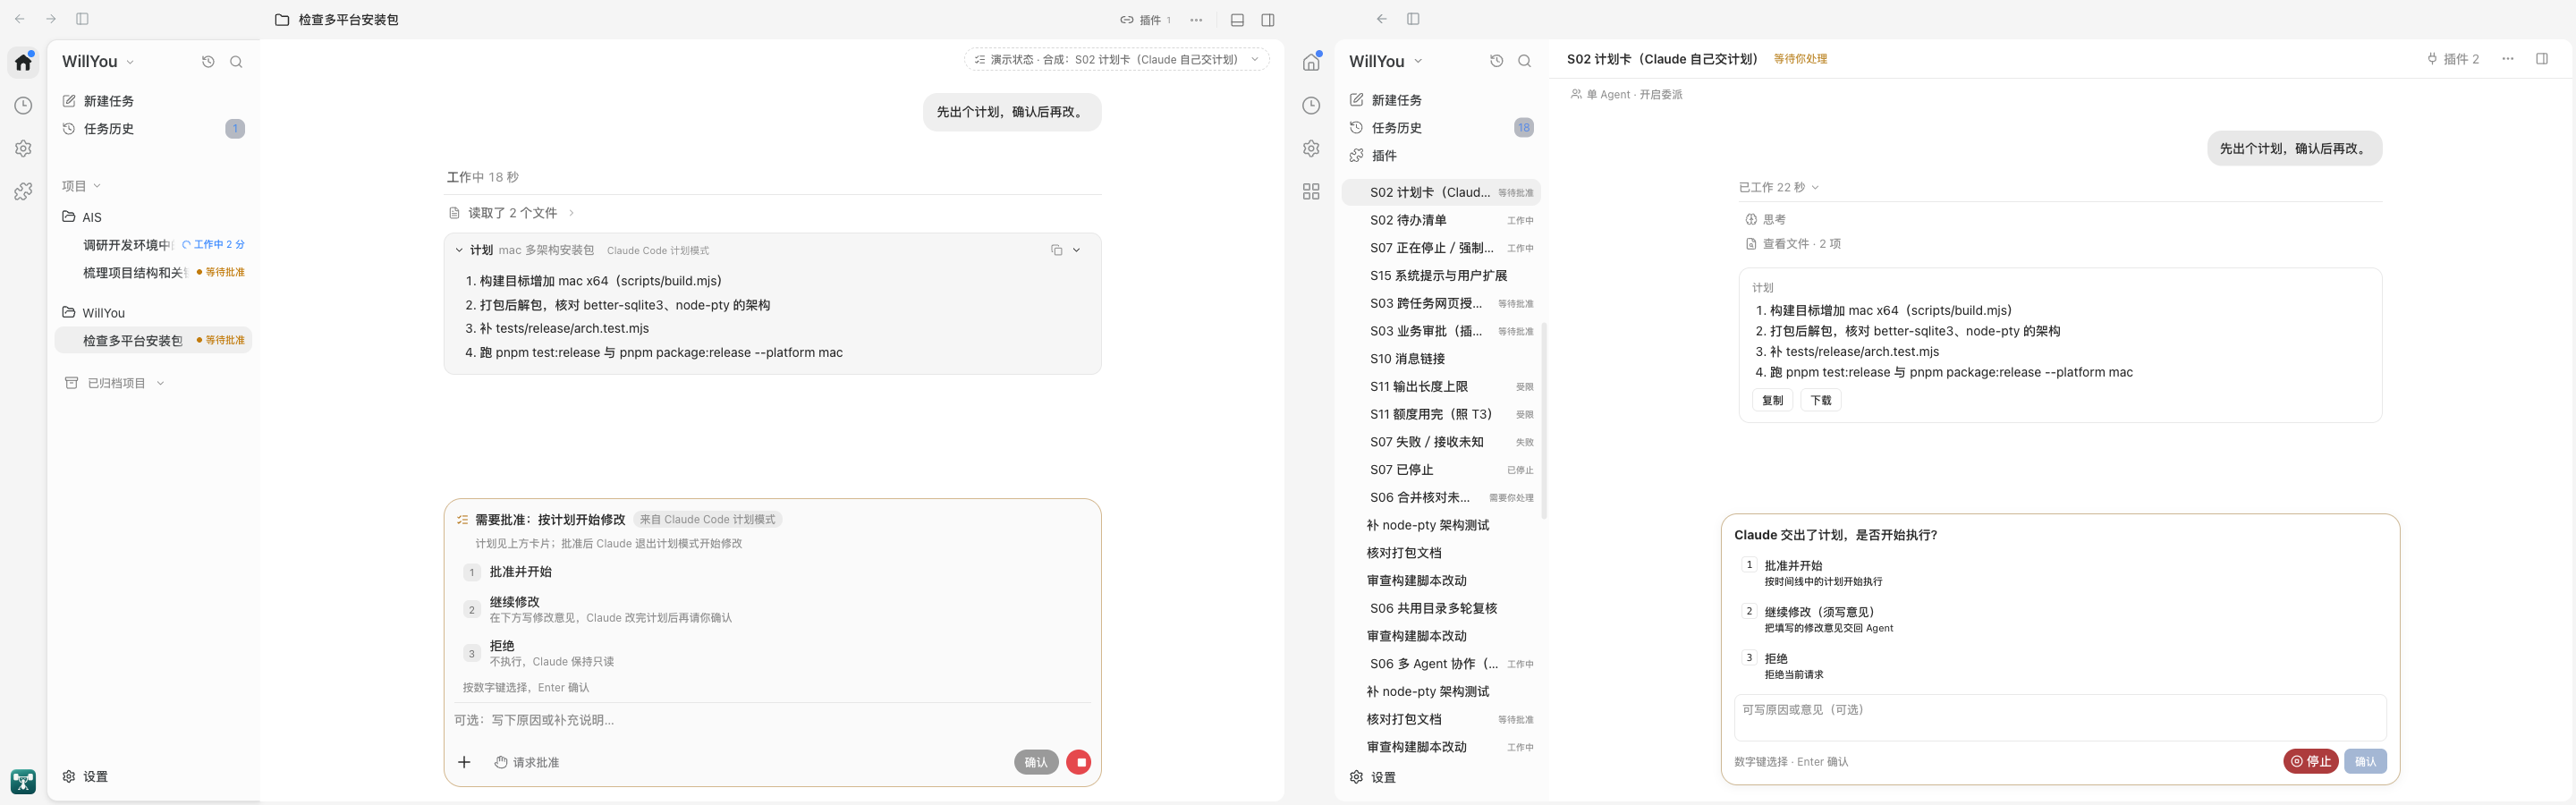 检查多平台安装包
插件 1
WillYou
新建任务
任务历史
1
项目
AIS
调研开发环境中
工作中 2 分
梳理项目结构和关
等待批准
WillYou
检查多平台安装包
等待批准
已归档项目
设置
演示状态 · 合成：S02 计划卡（Claude 自己交计划）
先出个计划，确认后再改。
工作中 18 秒
读取了 2 个文件
计划 mac 多架构安装包 Claude Code 计划模式
1. 构建目标增加 mac x64（scripts/build.mjs）
2. 打包后解包，核对 better-sqlite3、node-pty 的架构
3. 补 tests/release/arch.test.mjs
4. 跑 pnpm test:release 与 pnpm package:release --platform mac
需要批准：按计划开始修改 来自 Claude Code 计划模式
计划见上方卡片；批准后 Claude 退出计划模式开始修改
1 批准并开始
2 继续修改
在下方写修改意见，Claude 改完计划后再请你确认
3 拒绝
不执行，Claude 保持只读
按数字键选择，Enter 确认
可选：写下原因或补充说明...
请求批准
确认
WillYou
新建任务
任务历史
18
插件
S02 计划卡（Claud... 等待批准
S02 待办清单 工作中
S07 正在停止 / 强制... 工作中
S15 系统提示与用户扩展
S03 跨任务网页授... 等待批准
S03 业务审批（插... 等待批准
S10 消息链接
S11 输出长度上限 受限
S11 额度用完（照 T3） 受限
S07 失败 / 接收未知 失败
S07 已停止 已停止
S06 合并核对未... 需要你处理
补 node-pty 架构测试
核对打包文档
审查构建脚本改动
S06 共用目录多轮复核
审查构建脚本改动
S06 多 Agent 协作（... 工作中
补 node-pty 架构测试
核对打包文档 等待批准
审查构建脚本改动 工作中
设置
S02 计划卡（Claude 自己交计划） 等待你处理
插件 2
单 Agent · 开启委派
先出个计划，确认后再改。
已工作 22 秒
思考
查看文件 · 2 项
计划
1. 构建目标增加 mac x64（scripts/build.mjs）
2. 打包后解包，核对 better-sqlite3、node-pty 的架构
3. 补 tests/release/arch.test.mjs
4. 跑 pnpm test:release 与 pnpm package:release --platform mac
复制 下载
Claude 交出了计划，是否开始执行？
1 批准并开始
按时间线中的计划开始执行
2 继续修改（须写意见）
把填写的修改意见交回 Agent
3 拒绝
拒绝当前请求
可写原因或意见（可选）
数字键选择 · Enter 确认
停止 确认